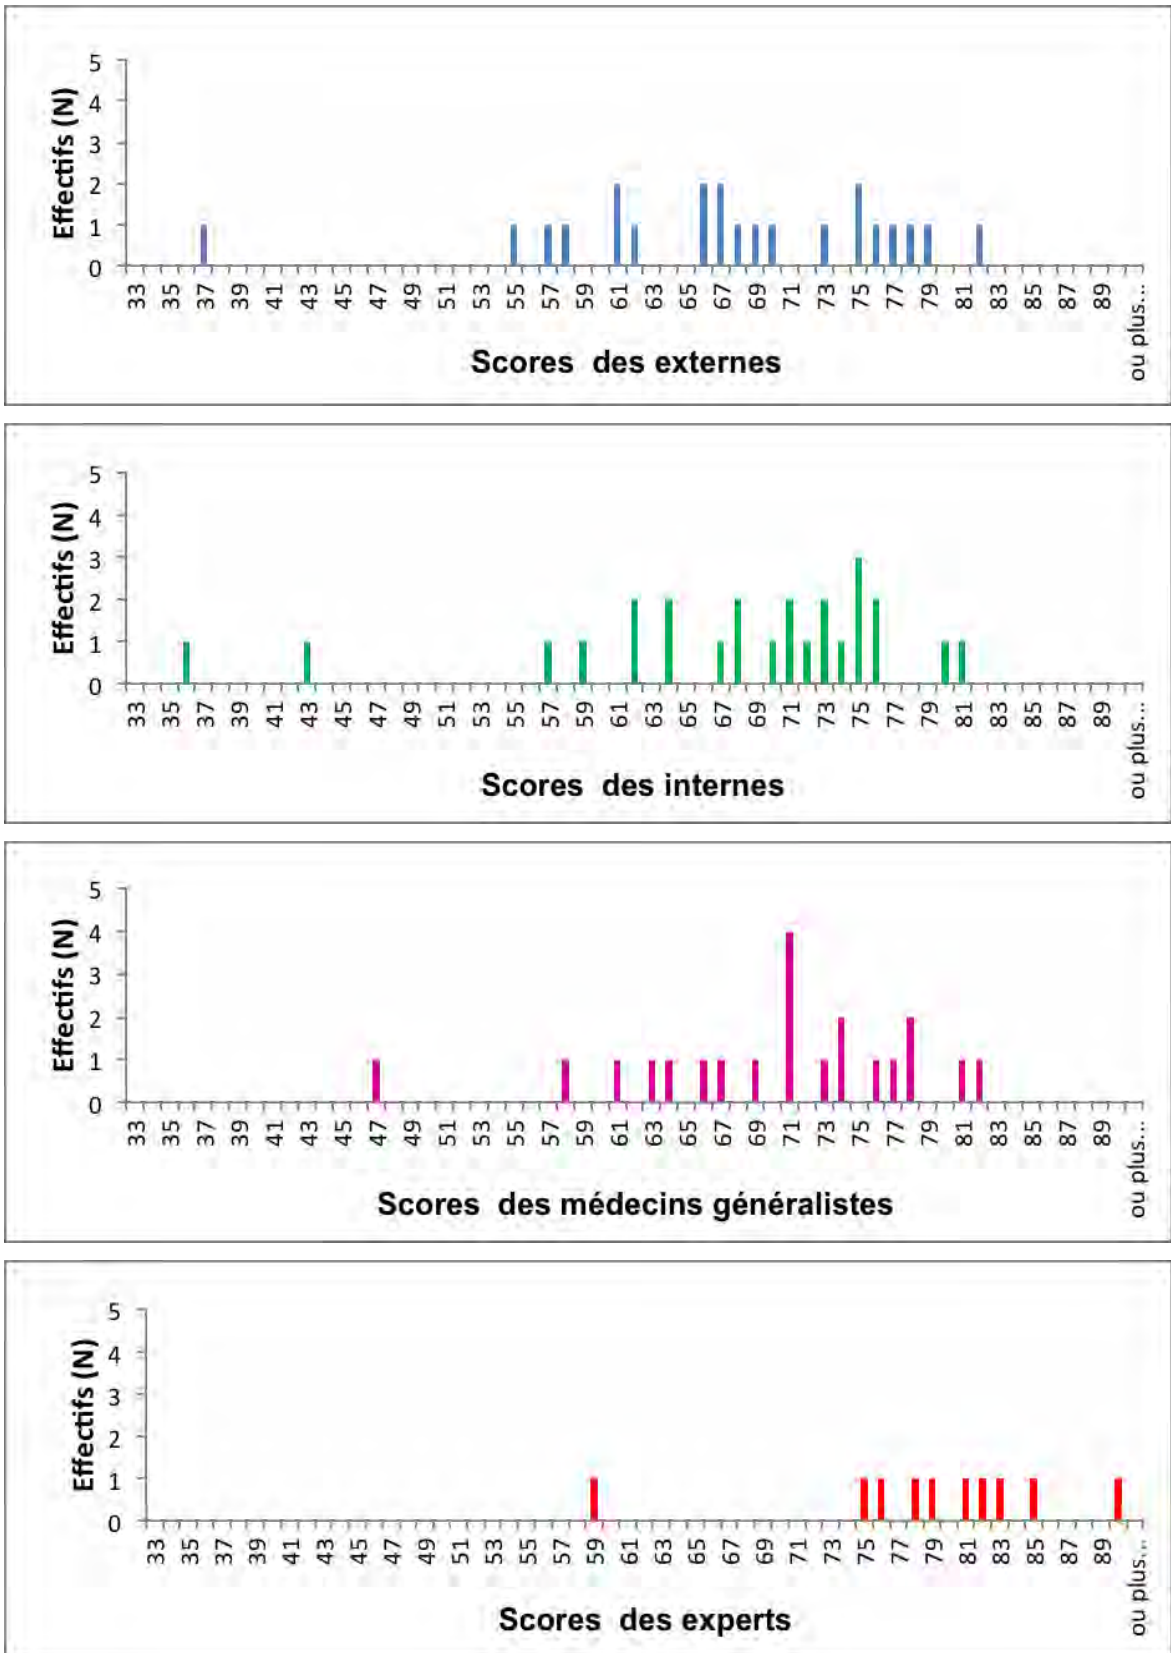 Effectifs (N)
5
4
3
2
1
0
33 35 37 39 41 43 45 47 49 51 53 55 57 59 61 63 65 67 69 71 73 75 77 79 81 83 85 87 89 ou plus...
Scores des externes
Effectifs (N)
5
4
3
2
1
0
33 35 37 39 41 43 45 47 49 51 53 55 57 59 61 63 65 67 69 71 73 75 77 79 81 83 85 87 89 ou plus...
Scores des internes
Effectifs (N)
5
4
3
2
1
0
33 35 37 39 41 43 45 47 49 51 53 55 57 59 61 63 65 67 69 71 73 75 77 79 81 83 85 87 89 ou plus...
Scores des médecins généralistes
Effectifs (N)
5
4
3
2
1
0
33 35 37 39 41 43 45 47 49 51 53 55 57 59 61 63 65 67 69 71 73 75 77 79 81 83 85 87 89 ou plus...
Scores des experts